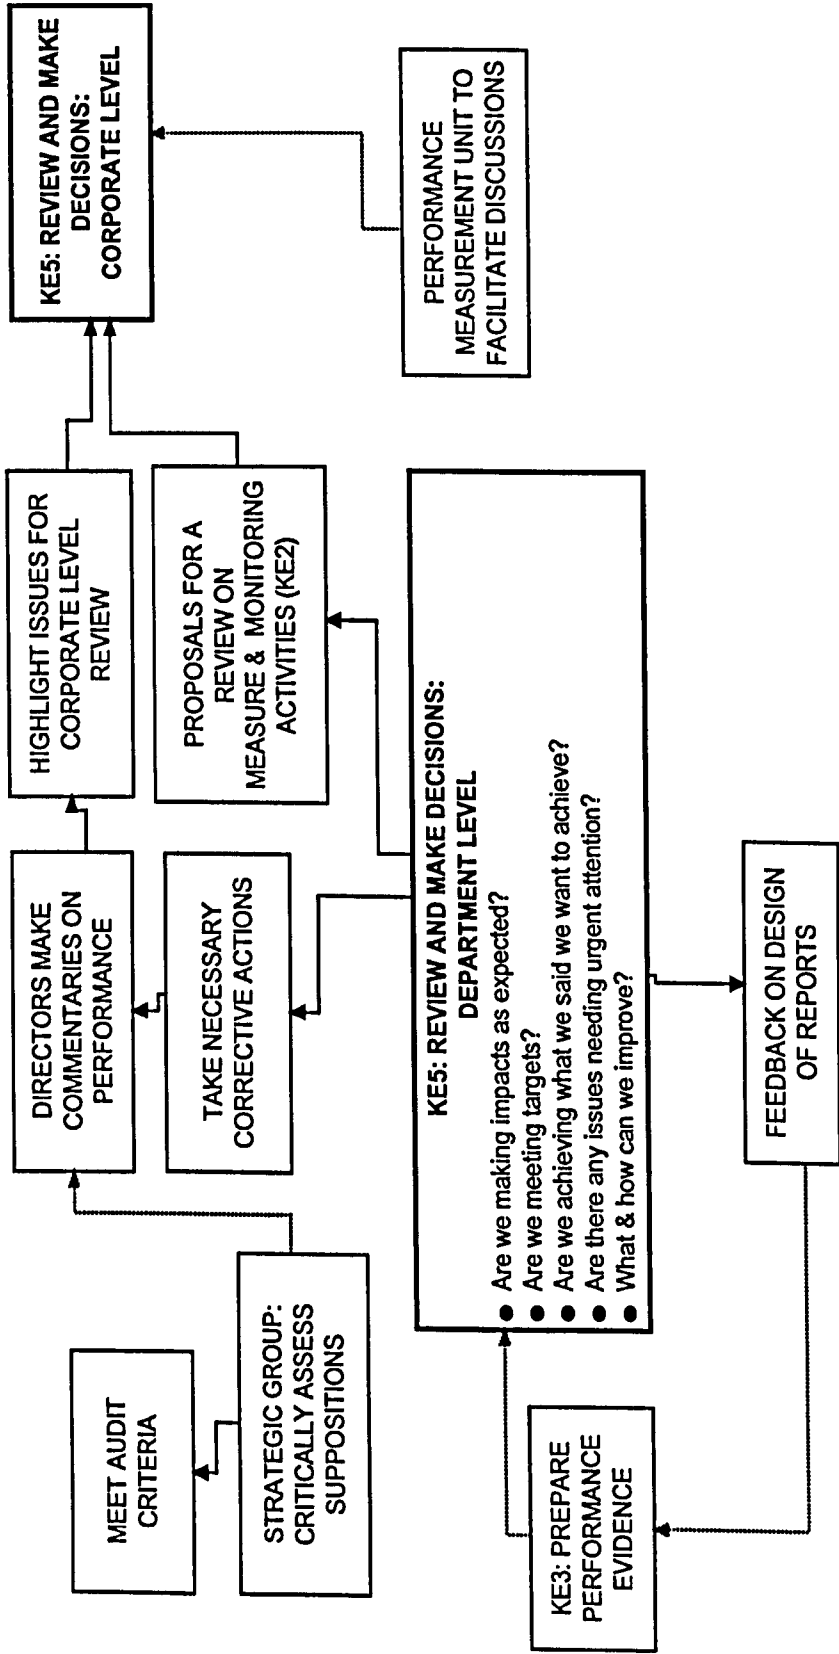 MEET AUDIT
CRITERIA
STRATEGIC GROUP:
CRITICALLY ASSESS
SUPPOSITIONS
DIRECTORS MAKE
COMMENTARIES ON
PERFORMANCE
TAKE NECESSARY
CORRECTIVE ACTIONS
HIGHLIGHT ISSUES FOR
CORPORATE LEVEL
REVIEW
PROPOSALS FOR A
REVIEW ON
MEASURE & MONITORING
ACTIVITIES (KE2)
KE5: REVIEW AND MAKE
DECISIONS:
CORPORATE LEVEL
PERFORMANCE
MEASUREMENT UNIT TO
FACILITATE DISCUSSIONS
KE5: REVIEW AND MAKE DECISIONS:
DEPARTMENT LEVEL
● Are we making impacts as expected?
● Are we meeting targets?
● Are we achieving what we said we want to achieve?
● Are there any issues needing urgent attention?
● What & how can we improve?
KE3: PREPARE
PERFORMANCE
EVIDENCE
FEEDBACK ON DESIGN
OF REPORTS